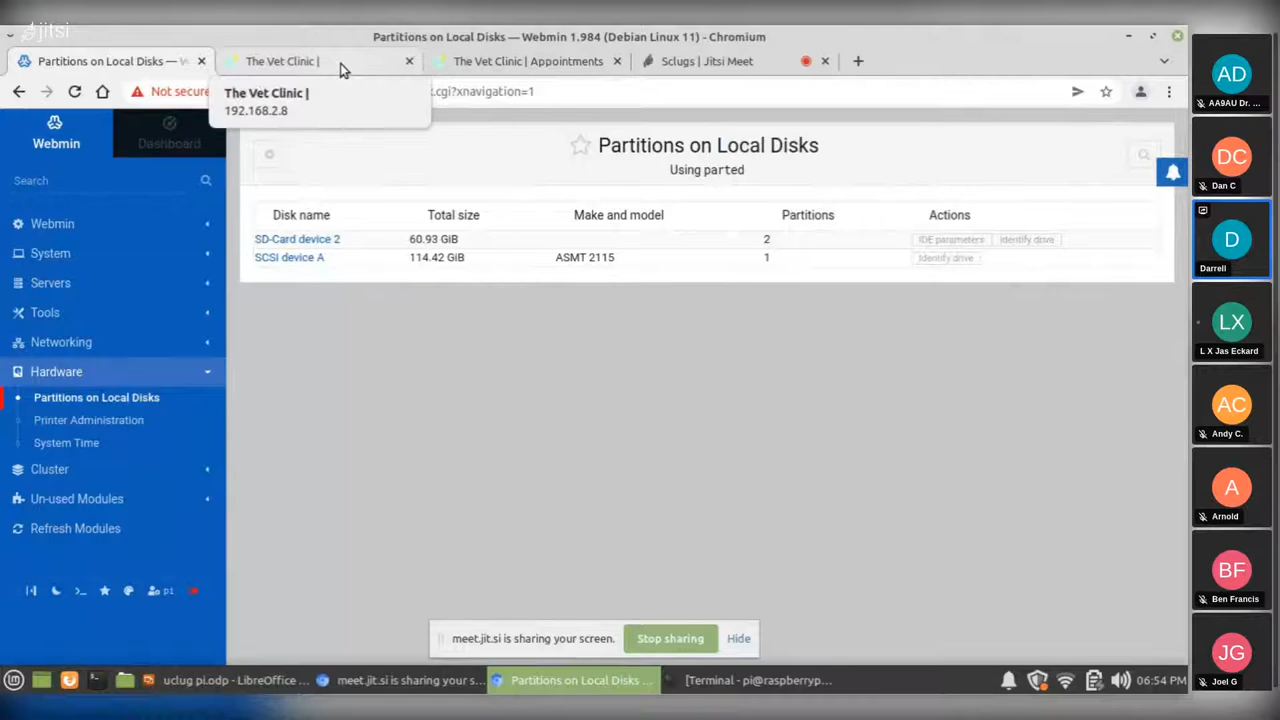 jitsi
Partitions on Local Disks — Webmin 1.984 (Debian Linux 11) - Chromium
Partitions on Local Disks — W
The Vet Clinic |
The Vet Clinic | Appointments
Sclugs | Jitsi Meet
Not secure
k.cgi?xnavigation=1
The Vet Clinic |
192.168.2.8
Webmin
Dashboard
Search
Webmin
System
Servers
Tools
Networking
Hardware
Partitions on Local Disks
Printer Administration
System Time
Cluster
Un-used Modules
Refresh Modules
pi
Partitions on Local Disks
Using parted
Disk name Total size Make and model Partitions Actions
SD-Card device 2 60.93 GiB 2 IDE parameters Identify drive
SCSI device A 114.42 GiB ASMT 2115 1 Identify drive
meet.jit.si is sharing your screen. Stop sharing Hide
uclug pi.odp - LibreOffice ...
meet.jit.si is sharing your s...
Partitions on Local Disks ...
[Terminal - pi@raspberryp...
06:54 PM
AD
AA9AU Dr. ...
DC
Dan C
D
Darrell
LX
L X Jas Eckard
AC
Andy C.
A
Arnold
BF
Ben Francis
JG
Joel G